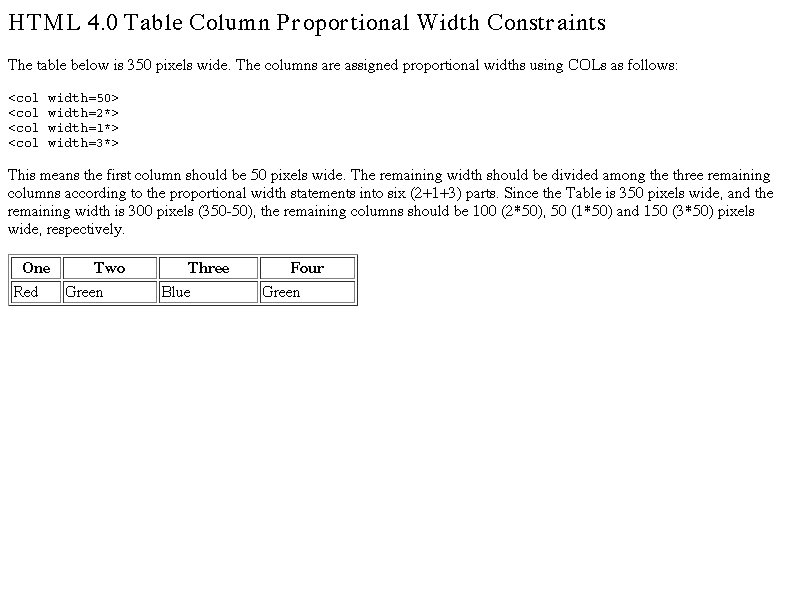 HTML 4.0 Table Column Proportional Width Constraints
The table below is 350 pixels wide. The columns are assigned proportional widths using COLs as follows:
<col width=50>
<col width=2*>
<col width=1*>
<col width=3*>
This means the first column should be 50 pixels wide. The remaining width should be divided among the three remaining
columns according to the proportional width statements into six (2+1+3) parts. Since the Table is 350 pixels wide, and the
remaining width is 300 pixels (350-50), the remaining columns should be 100 (2*50), 50 (1*50) and 150 (3*50) pixels
wide, respectively.
One Two Three Four
Red Green Blue Green